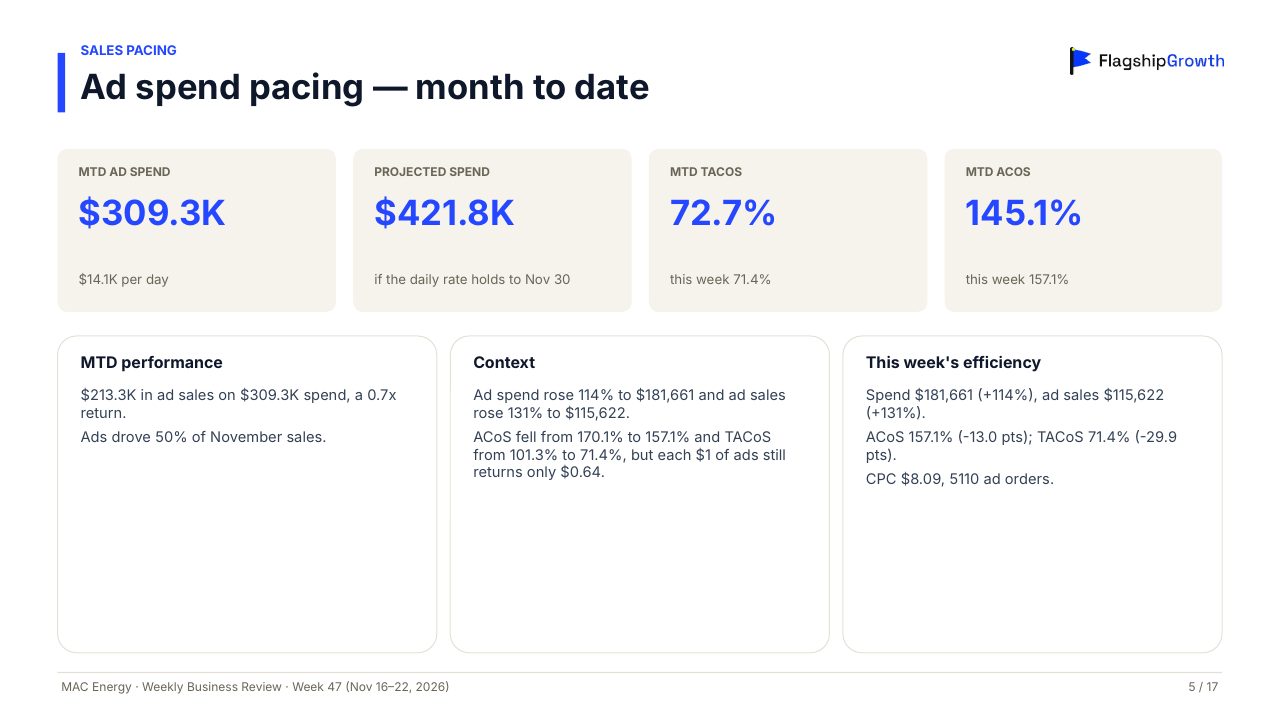 SALES PACING
Ad spend pacing — month to date
FlagshipGrowth
MTD AD SPEND
$309.3K
$14.1K per day
PROJECTED SPEND
$421.8K
if the daily rate holds to Nov 30
MTD TACOS
72.7%
this week 71.4%
MTD ACOS
145.1%
this week 157.1%
MTD performance
$213.3K in ad sales on $309.3K spend, a 0.7x
return.
Ads drove 50% of November sales.
Context
Ad spend rose 114% to $181,661 and ad sales
rose 131% to $115,622.
ACoS fell from 170.1% to 157.1% and TACoS
from 101.3% to 71.4%, but each $1 of ads still
returns only $0.64.
This week's efficiency
Spend $181,661 (+114%), ad sales $115,622
(+131%).
ACoS 157.1% (-13.0 pts); TACoS 71.4% (-29.9
pts).
CPC $8.09, 5110 ad orders.
MAC Energy · Weekly Business Review · Week 47 (Nov 16–22, 2026)
5 / 17